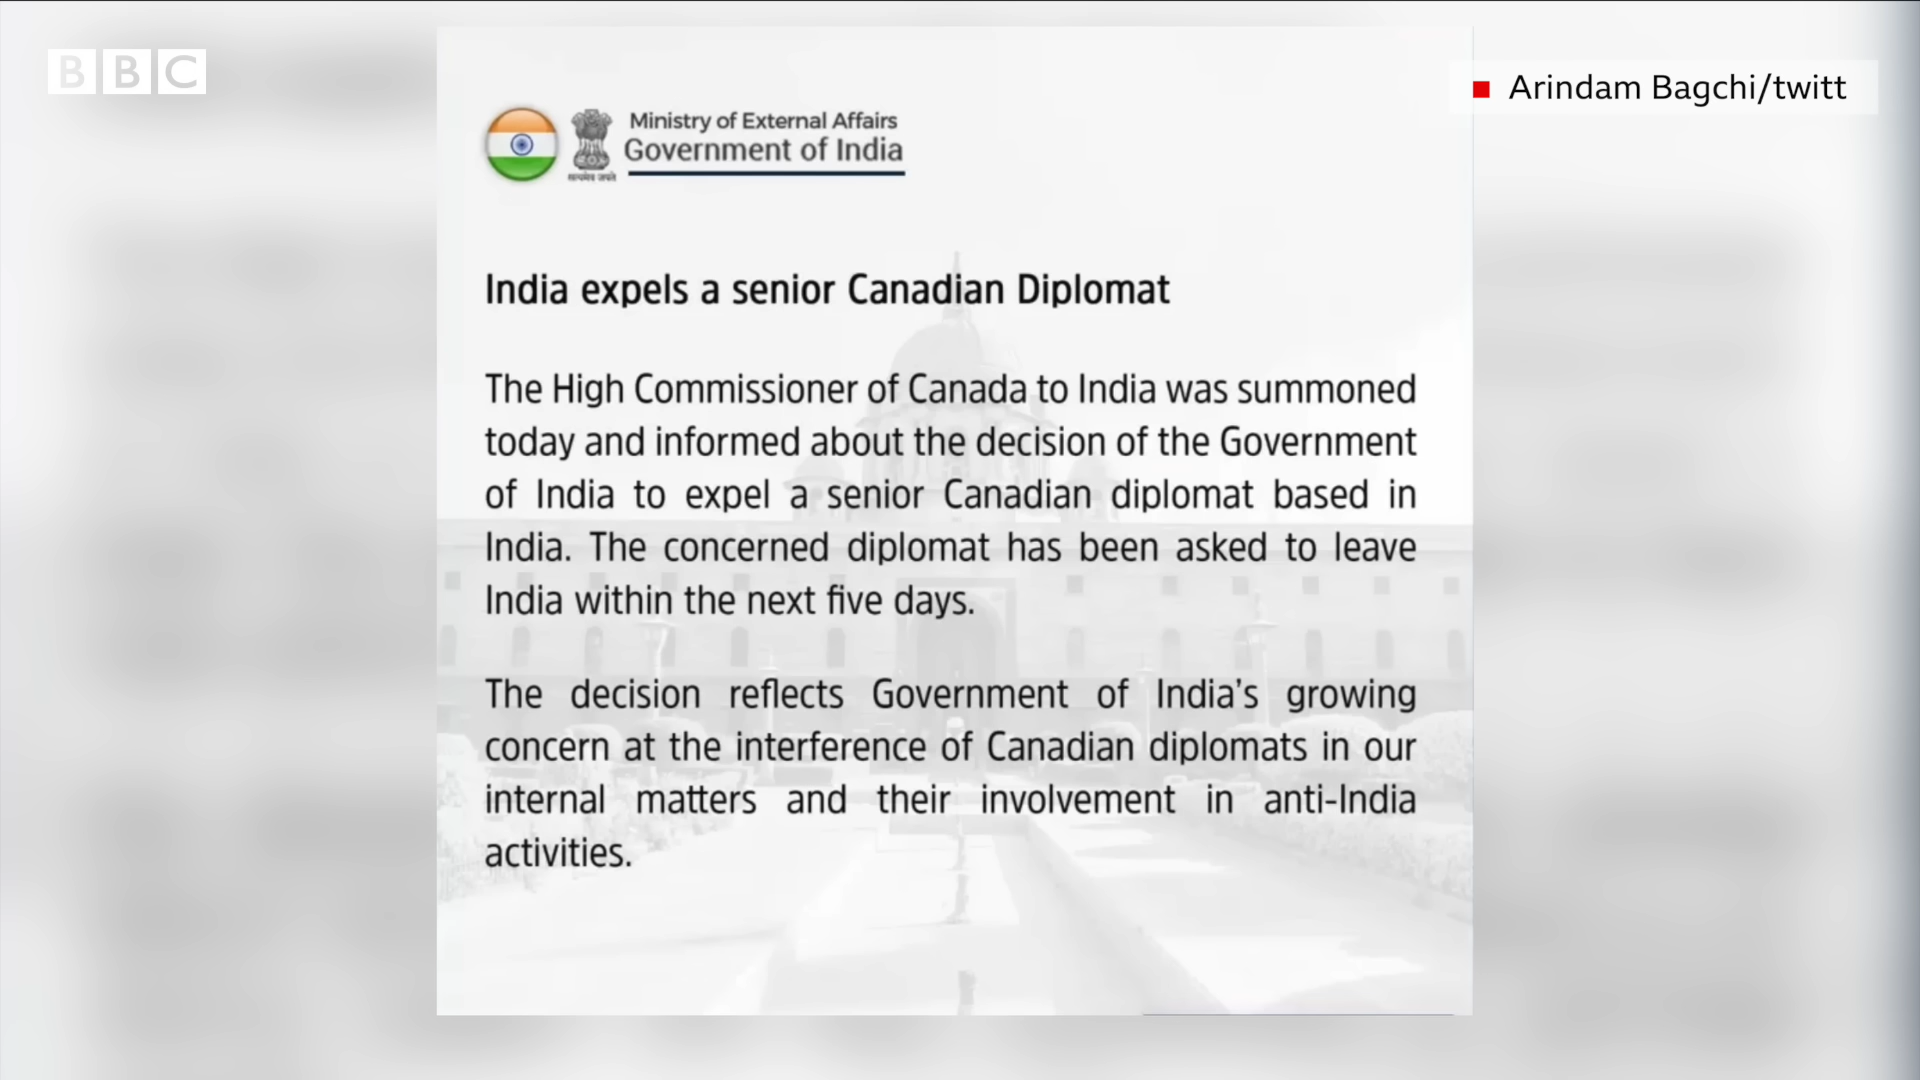 BBC
Arindam Bagchi/twitt
Ministry of External Affairs
Government of India
सत्यमेव जयते
India expels a senior Canadian Diplomat
The High Commissioner of Canada to India was summoned
today and informed about the decision of the Government
of India to expel a senior Canadian diplomat based in
India. The concerned diplomat has been asked to leave
India within the next five days.
The decision reflects Government of India's growing
concern at the interference of Canadian diplomats in our
internal matters and their involvement in anti-India
activities.